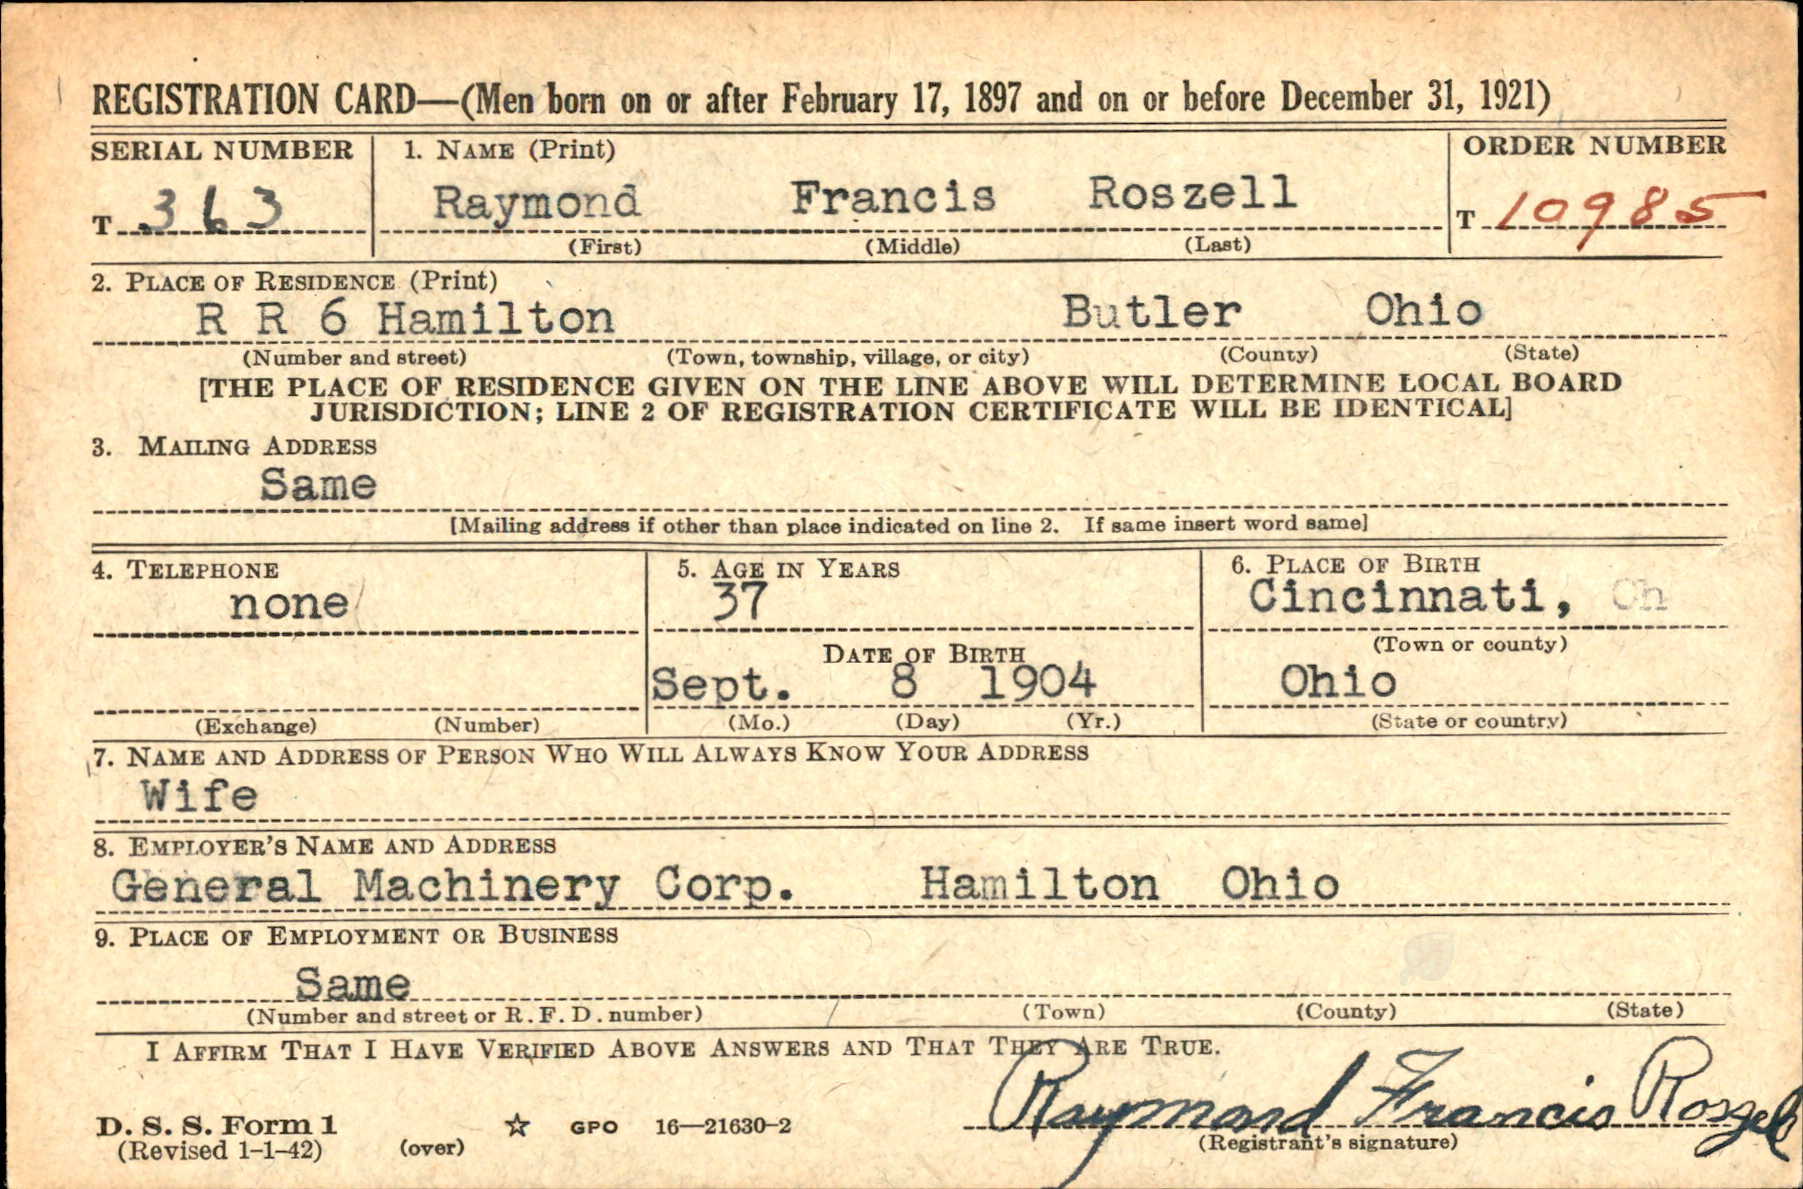 REGISTRATION CARD—(Men born on or after February 17, 1897 and on or before December 31, 1921)
SERIAL NUMBER 1. NAME (Print) ORDER NUMBER
T 363 Raymond Francis Roszell T 10985
(First) (Middle) (Last)
2. PLACE OF RESIDENCE (Print)
R R 6 Hamilton Butler Ohio
(Number and street) (Town, township, village, or city) (County) (State)
[THE PLACE OF RESIDENCE GIVEN ON THE LINE ABOVE WILL DETERMINE LOCAL BOARD
JURISDICTION; LINE 2 OF REGISTRATION CERTIFICATE WILL BE IDENTICAL]
3. MAILING ADDRESS
Same
[Mailing address if other than place indicated on line 2. If same insert word same]
4. TELEPHONE 5. AGE IN YEARS 6. PLACE OF BIRTH
none 37 Cincinnati, Oh
(Town or county)
DATE OF BIRTH
Sept. 8 1904 Ohio
(Exchange) (Number) (Mo.) (Day) (Yr.) (State or country)
7. NAME AND ADDRESS OF PERSON WHO WILL ALWAYS KNOW YOUR ADDRESS
Wife
8. EMPLOYER'S NAME AND ADDRESS
General Machinery Corp. Hamilton Ohio
9. PLACE OF EMPLOYMENT OR BUSINESS
Same
(Number and street or R. F. D. number) (Town) (County) (State)
I AFFIRM THAT I HAVE VERIFIED ABOVE ANSWERS AND THAT THEY ARE TRUE.
Raymond Francis Roszell
D. S. S. Form 1 ☆ GPO 16—21630-2
(Revised 1-1-42) (over) (Registrant's signature)